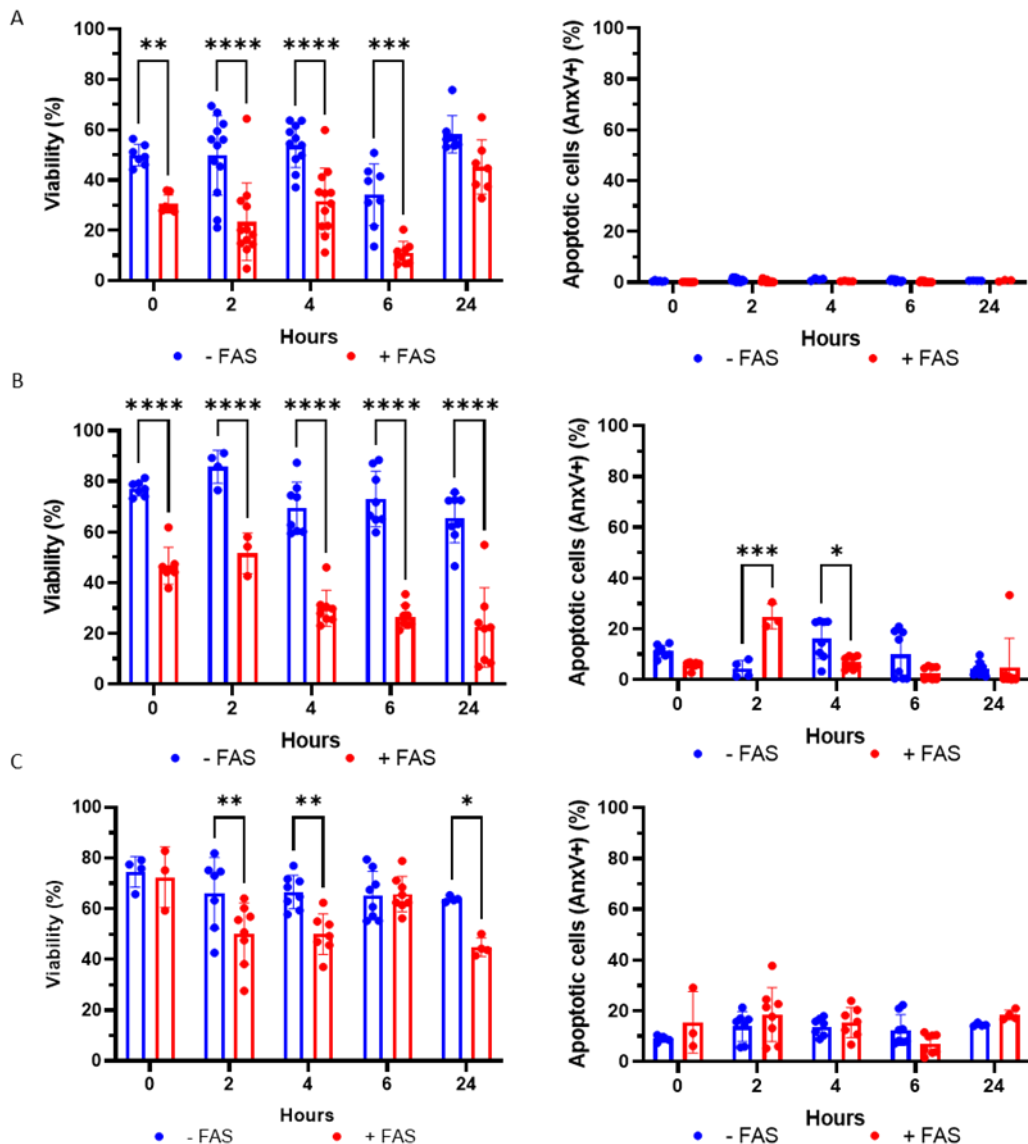 A
Viability (%)
100
80
60
40
20
0
** **** **** ***
0 2 4 6 24
Hours
- FAS + FAS
Apoptotic cells (AnxV+) (%)
100
80
60
40
20
0
0 2 4 6 24
Hours
- FAS + FAS
B
Viability (%)
100
80
60
40
20
0
**** **** **** **** ****
0 2 4 6 24
Hours
- FAS + FAS
Apoptotic cells (AnxV+) (%)
100
80
60
40
20
0
*** *
0 2 4 6 24
Hours
- FAS + FAS
C
Viability (%)
100
80
60
40
20
0
** ** *
0 2 4 6 24
Hours
- FAS + FAS
Apoptotic cells (AnxV+) (%)
100
80
60
40
20
0
0 2 4 6 24
Hours
- FAS + FAS